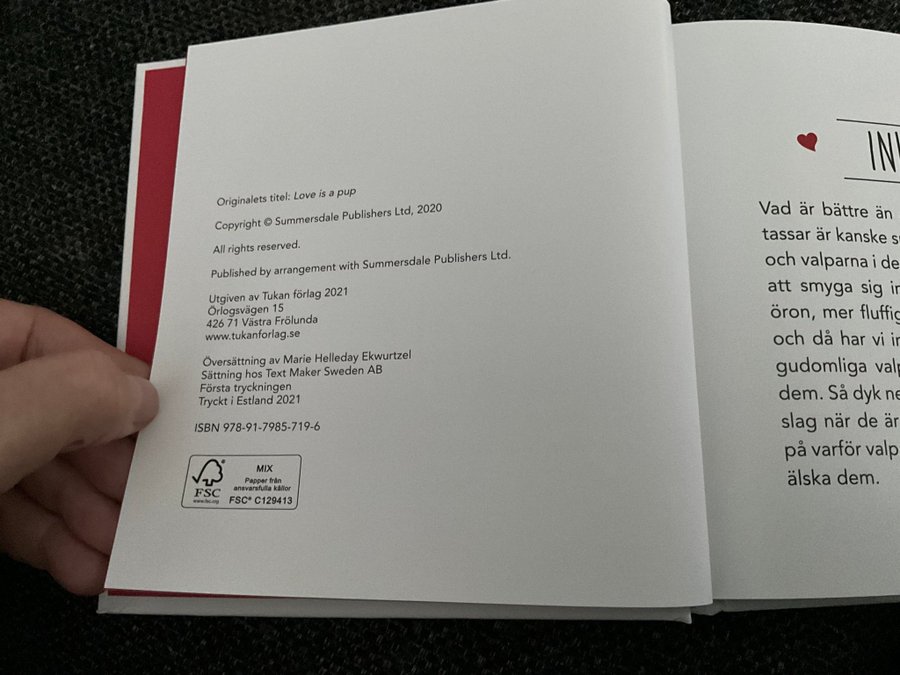 Originalets titel: Love is a pup
Copyright © Summersdale Publishers Ltd, 2020
All rights reserved.
Published by arrangement with Summersdale Publishers Ltd.
Utgiven av Tukan förlag 2021
Örlogsvägen 15
426 71 Västra Frölunda
www.tukanforlag.se
Översättning av Marie Helleday Ekwurtzel
Sättning hos Text Maker Sweden AB
Första tryckningen
Tryckt i Estland 2021
ISBN 978-91-7985-719-6
FSC®
www.fsc.org
MIX
Papper från
ansvarsfulla källor
FSC® C129413
Vad är bättre än
tassar är kanske
och valparna i
att smyga sig
öron, mer
och då har vi
gudomliga
dem. Så dyk
slag när de är
på varför
älska dem.